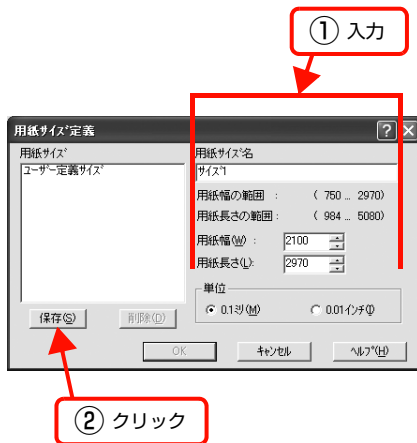 ① 入力
用紙サイズ定義
用紙サイズ
ユーザー定義サイズ
用紙サイズ名
サイズ1
用紙幅の範囲 : ( 750 .. 2970)
用紙長さの範囲 : ( 984 .. 5080)
用紙幅(W) : 2100
用紙長さ(L): 2970
単位
0.1ミリ(M) 0.01インチ(I)
保存(S) 削除(D)
OK キャンセル ヘルプ(H)
② クリック